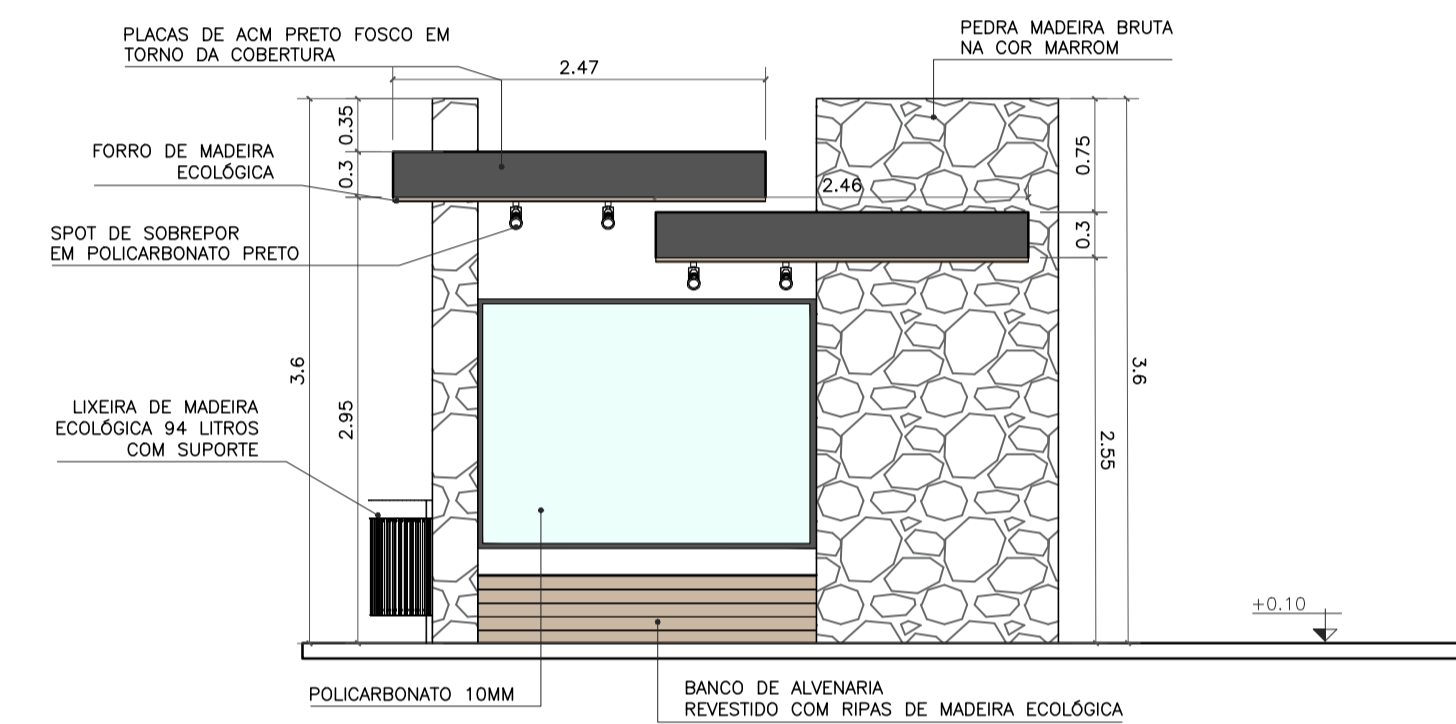 PLACAS DE ACM PRETO FOSCO EM
TORNO DA COBERTURA
PEDRA MADEIRA BRUTA
NA COR MARROM
2.47
0.35
0.3
FORRO DE MADEIRA
ECOLÓGICA
0.75
2.46
0.3
SPOT DE SOBREPOR
EM POLICARBONATO PRETO
3.6
2.95
3.6
2.55
LIXEIRA DE MADEIRA
ECOLÓGICA 94 LITROS
COM SUPORTE
+0.10
POLICARBONATO 10MM
BANCO DE ALVENARIA
REVESTIDO COM RIPAS DE MADEIRA ECOLÓGICA